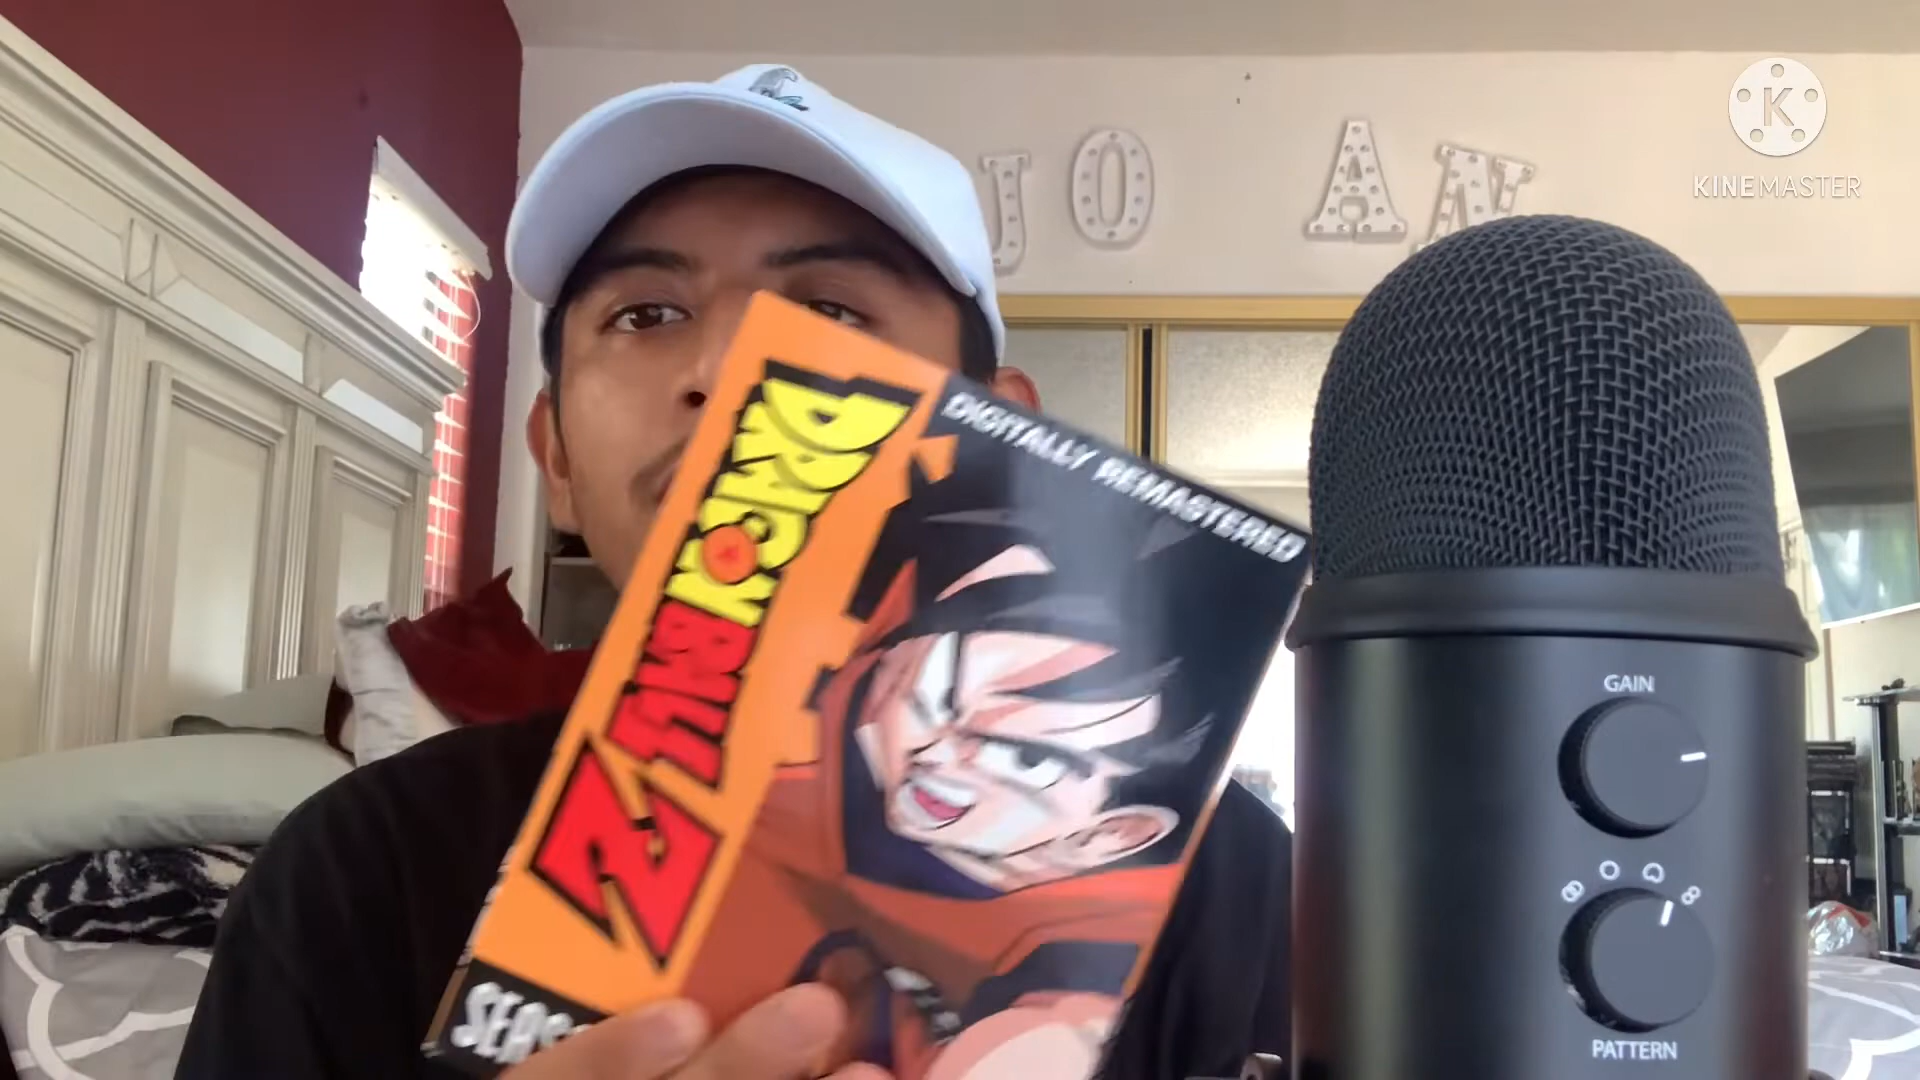 J O A N
KINEMASTER
DRAGON BALL Z
DIGITALLY REMASTERED
GAIN
PATTERN